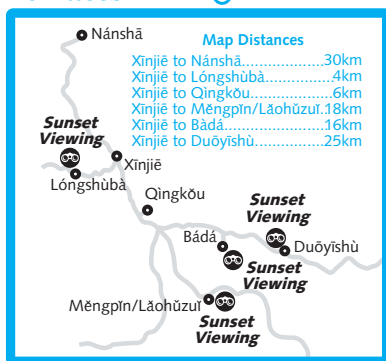 Map Distances
Nánshā
Xīnjiē to Nánshā....................30km
Xīnjiē to Lóngshùbà................4km
Xīnjiē to Qìngkǒu....................6km
Xīnjiē to Měngpǐn/Lǎohǔzuǐ.18km
Xīnjiē to Bàdá........................16km
Xīnjiē to Duōyīshù................25km
Sunset
Viewing
Xīnjiē
Lóngshùbà
Qìngkǒu
Sunset
Viewing
Bádá
Duōyīshù
Sunset
Viewing
Měngpǐn/Lǎohǔzuǐ
Sunset
Viewing